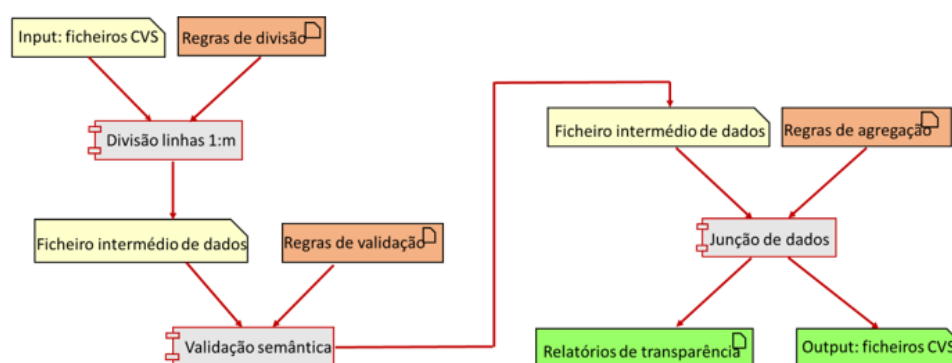 Input: ficheiros CVS
Regras de divisão
Divisão linhas 1:m
Ficheiro intermédio de dados
Regras de validação
Validação semântica
Ficheiro intermédio de dados
Regras de agregação
Junção de dados
Relatórios de transparência
Output: ficheiros CVS